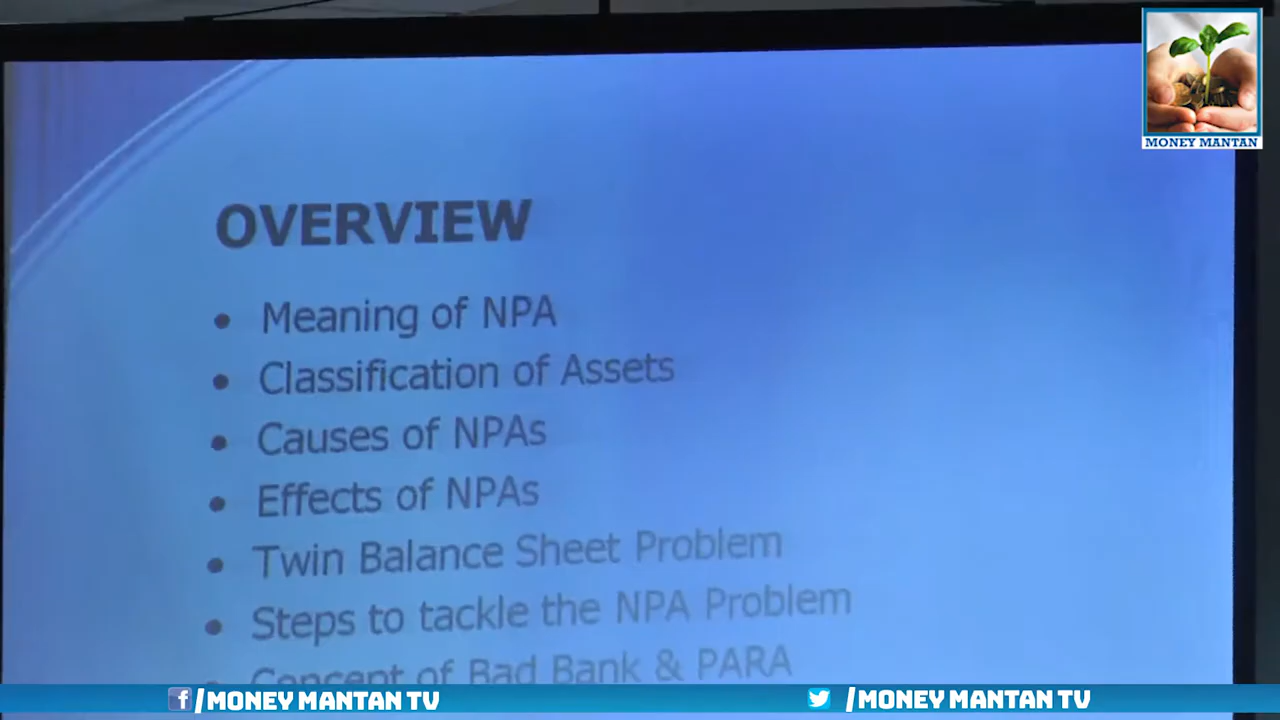 MONEY MANTAN
OVERVIEW
• Meaning of NPA
• Classification of Assets
• Causes of NPAs
• Effects of NPAs
• Twin Balance Sheet Problem
• Steps to tackle the NPA Problem
Concept of Bad Bank & PARA
f /MONEY MANTAN TV
/MONEY MANTAN TV